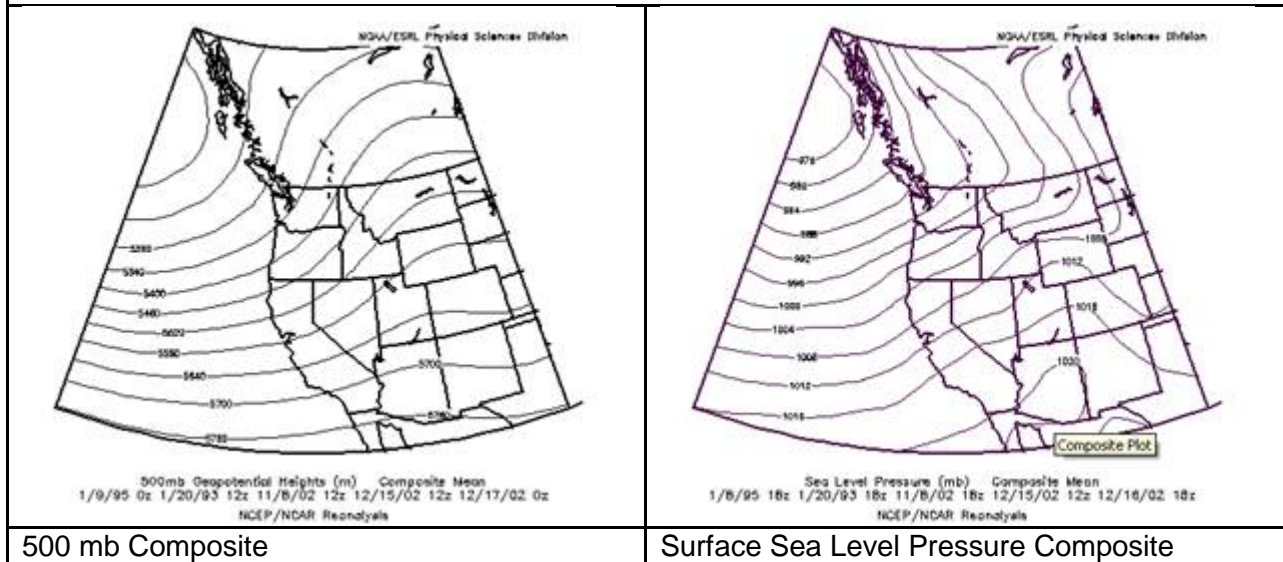 NOAA/ESRL Physical Sciences Division
5280
5340
5400
5460
5520
5580
5640
5700
5760
5700
5760
500mb Geopotential Heights (m) Composite Mean
1/9/95 0z 1/20/93 12z 11/8/02 12z 12/15/02 12z 12/17/02 0z
NCEP/NCAR Reanalysis
500 mb Composite
NOAA/ESRL Physical Sciences Division
976
980
984
988
992
996
1000
1004
1008
1012
1016
1012
1016
1020
Composite Plot
Sea Level Pressure (mb) Composite Mean
1/8/95 18z 1/20/93 18z 11/8/02 18z 12/15/02 12z 12/16/02 18z
NCEP/NCAR Reanalysis
Surface Sea Level Pressure Composite